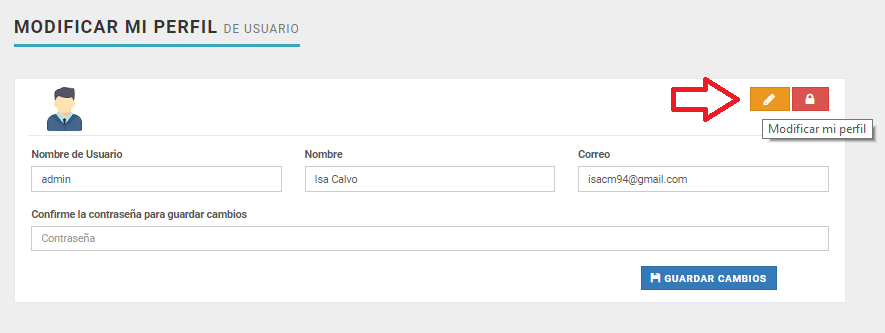 MODIFICAR MI PERFIL DE USUARIO
Modificar mi perfil
Nombre de Usuario Nombre Correo
admin Isa Calvo isacm94@gmail.com
Confirme la contraseña para guardar cambios
Contraseña
GUARDAR CAMBIOS